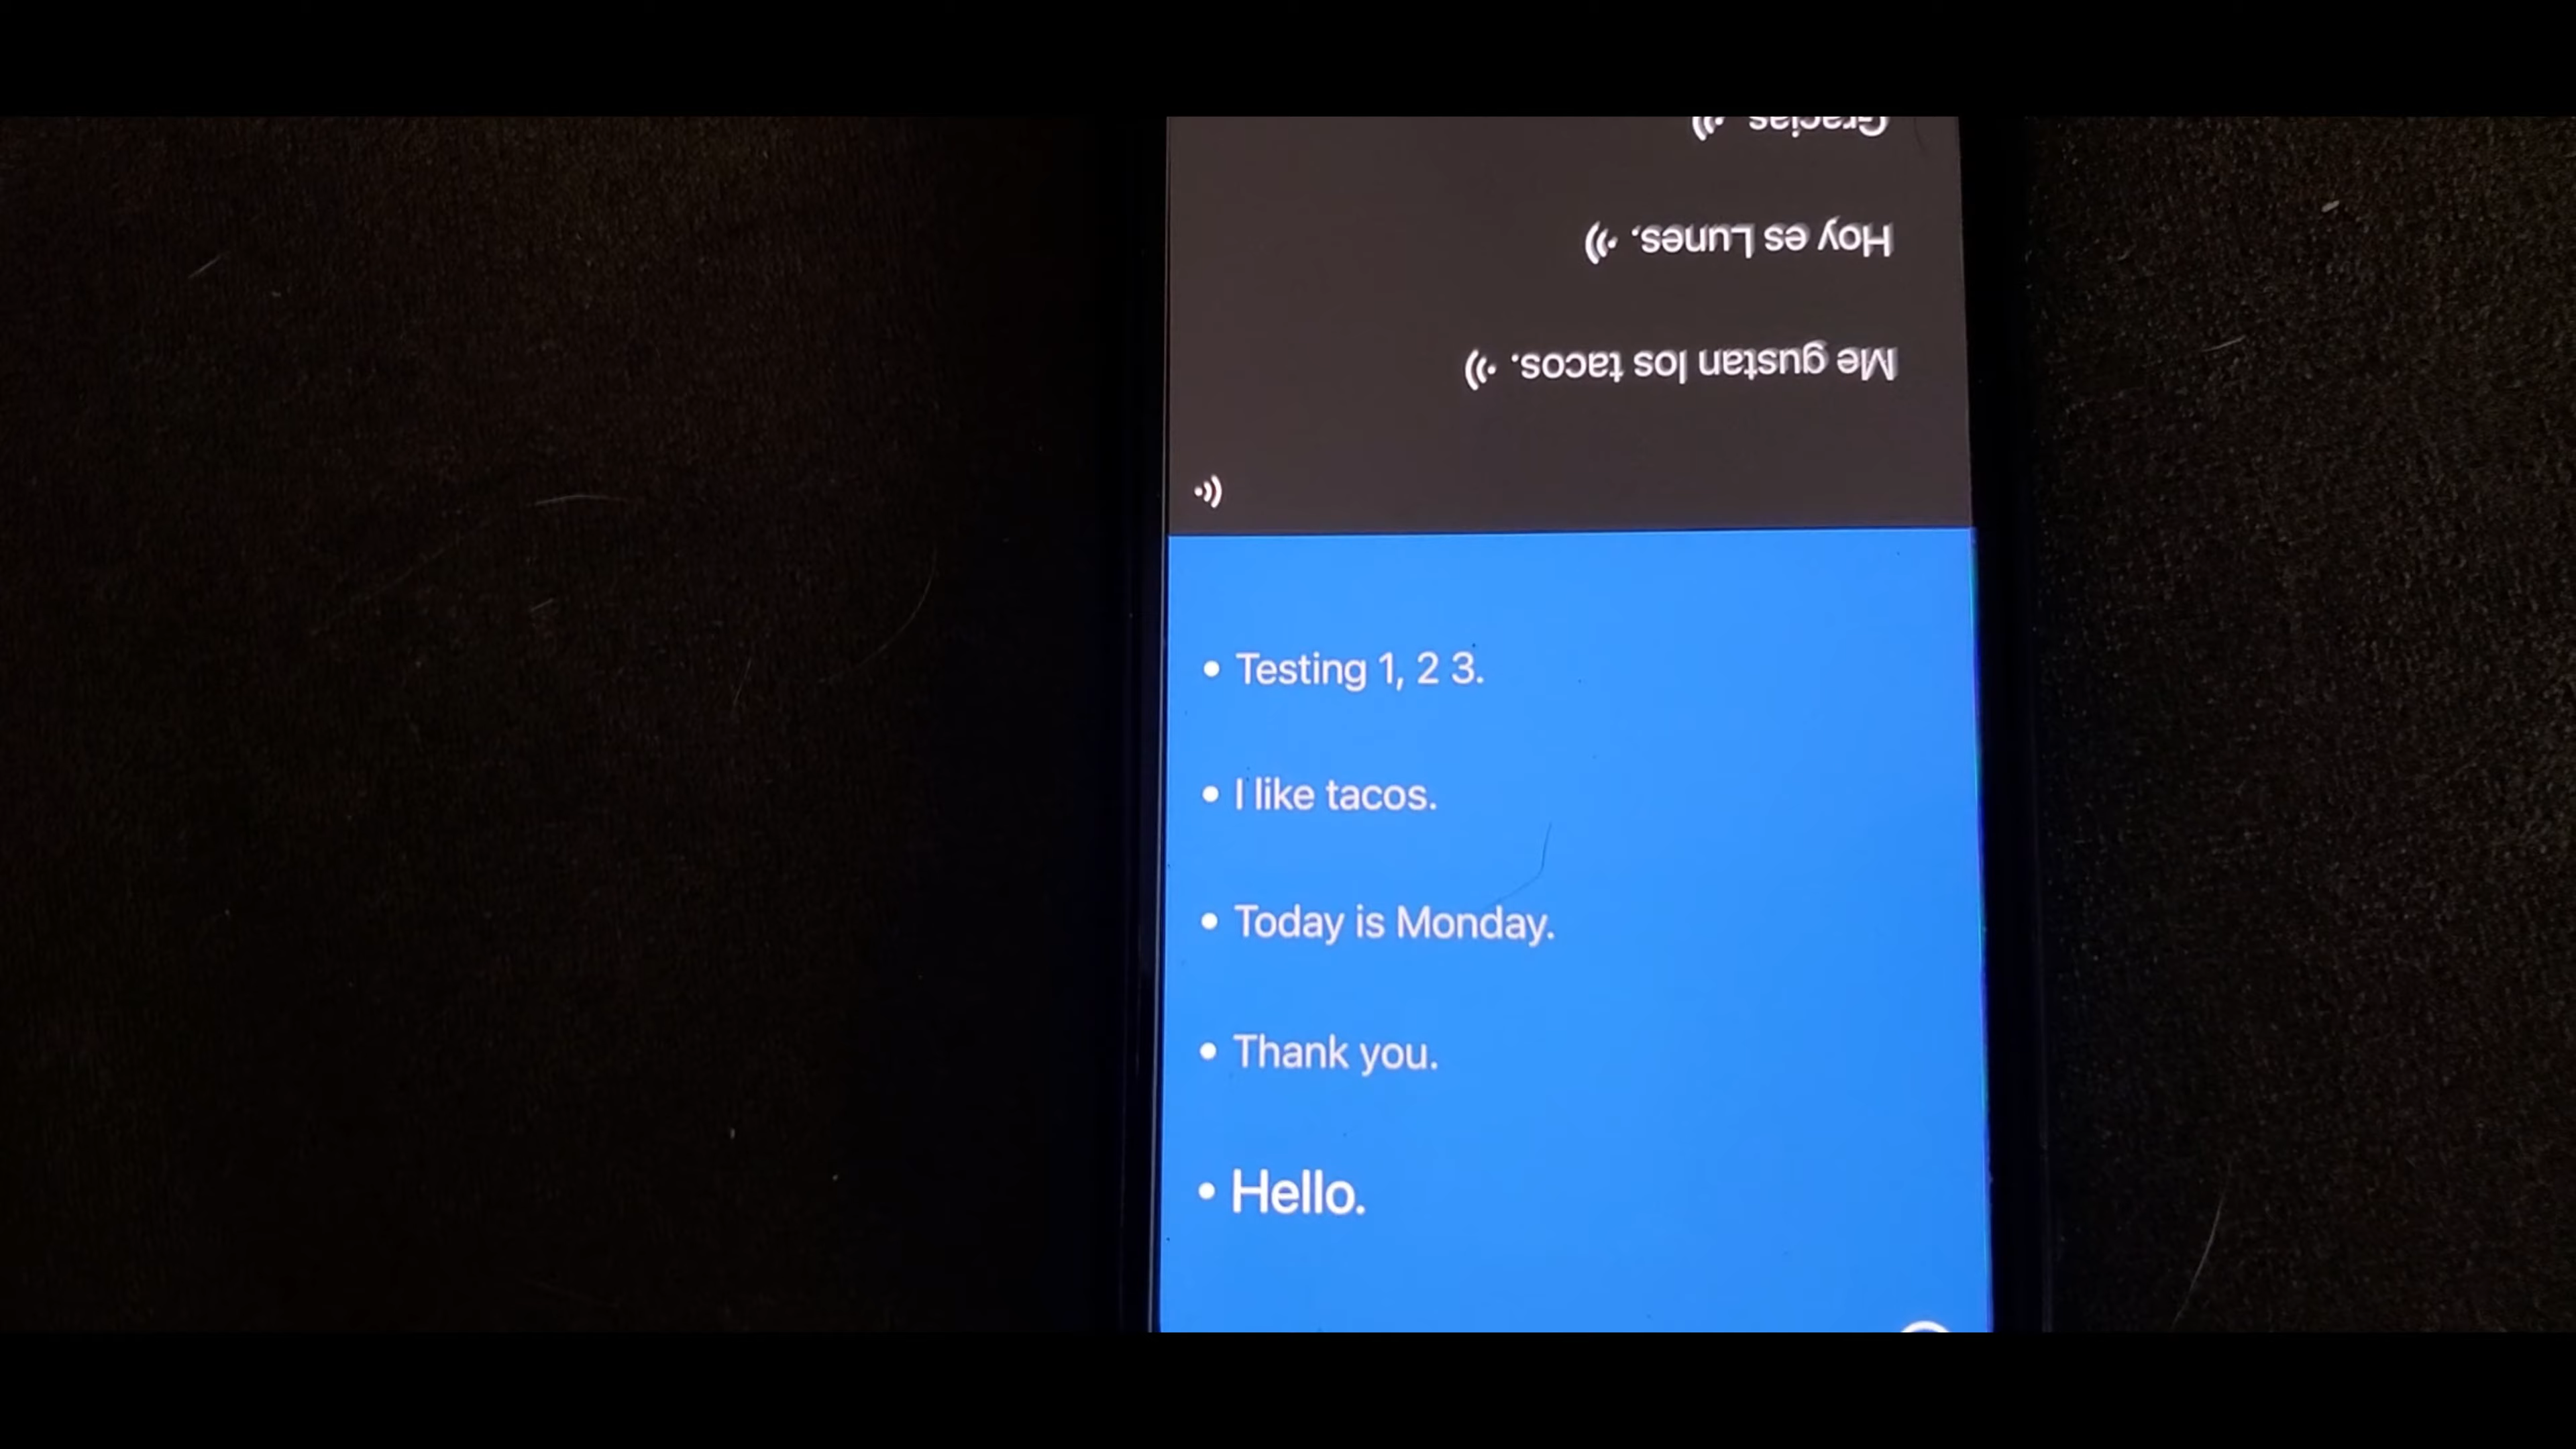 Gracias
Hoy es Lunes.
Me gustan los tacos.
• Testing 1, 2 3.
• I like tacos.
• Today is Monday.
• Thank you.
• Hello.